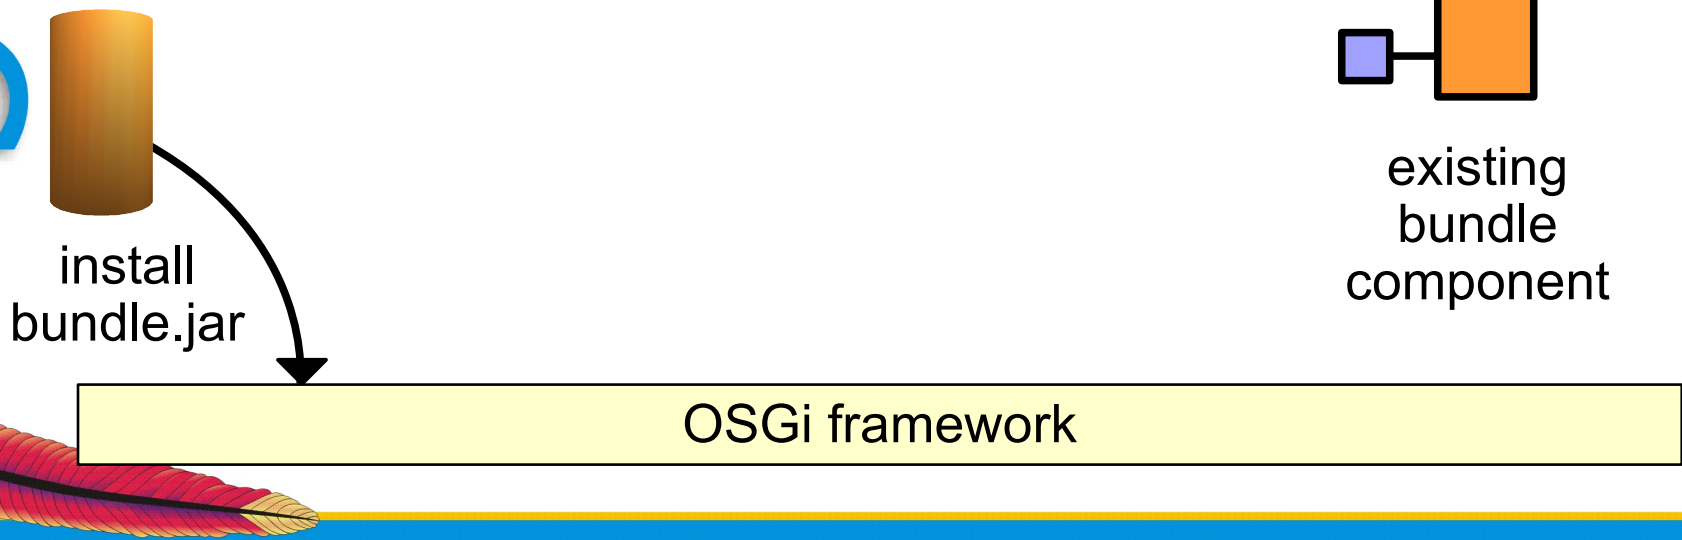 install
bundle.jar
existing
bundle
component
OSGi framework